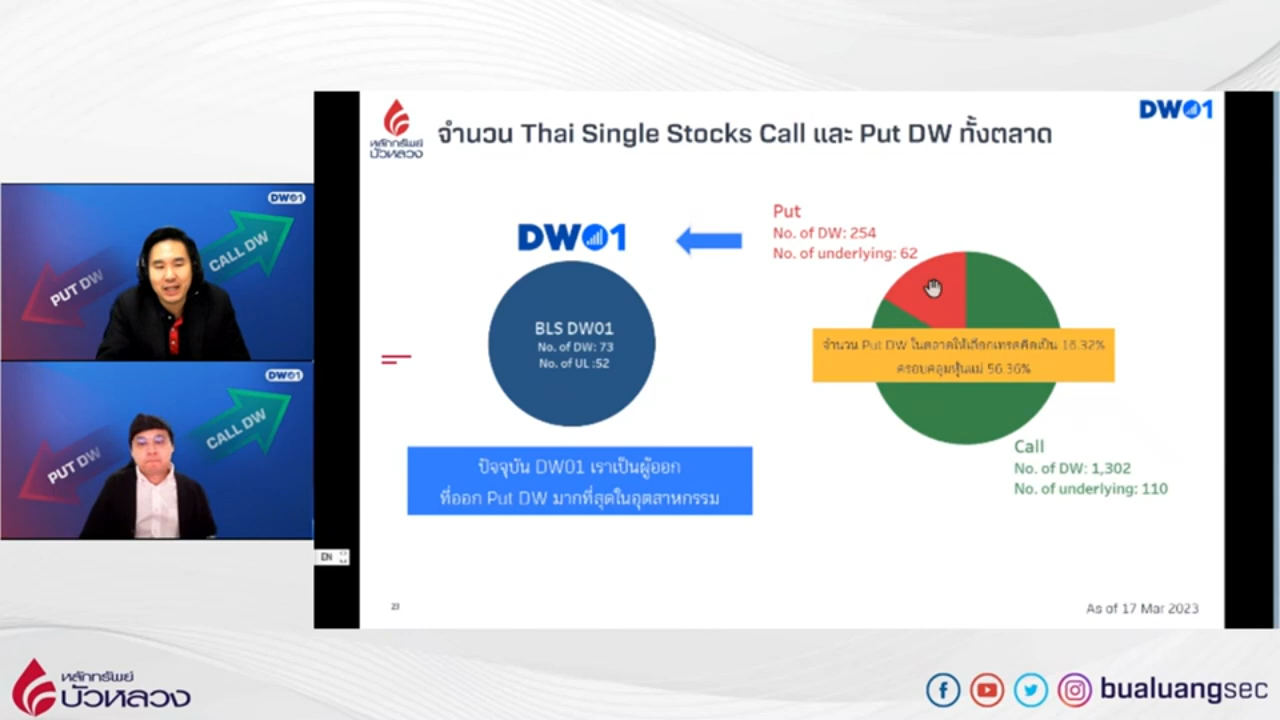 หลักทรัพย์
บัวหลวง
จำนวน Thai Single Stocks Call และ Put DW ทั้งตลาด
DW01
DW01
Put
No. of DW: 254
No. of underlying: 62
BLS DW01
No. of DW: 73
No. of UL :52
จำนวน Put DW ในตลาดให้เลือกเทรดคิดเป็น 16.32%
ครอบคลุมหุ้นแม่ 56.36%
ปัจจุบัน DW01 เราเป็นผู้ออก
ที่ออก Put DW มากที่สุดในอุตสาหกรรม
Call
No. of DW: 1,302
No. of underlying: 110
23
As of 17 Mar 2023
DW01
PUT DW
CALL DW
DW01
PUT DW
CALL DW
EN
หลักทรัพย์
บัวหลวง
bualuangsec